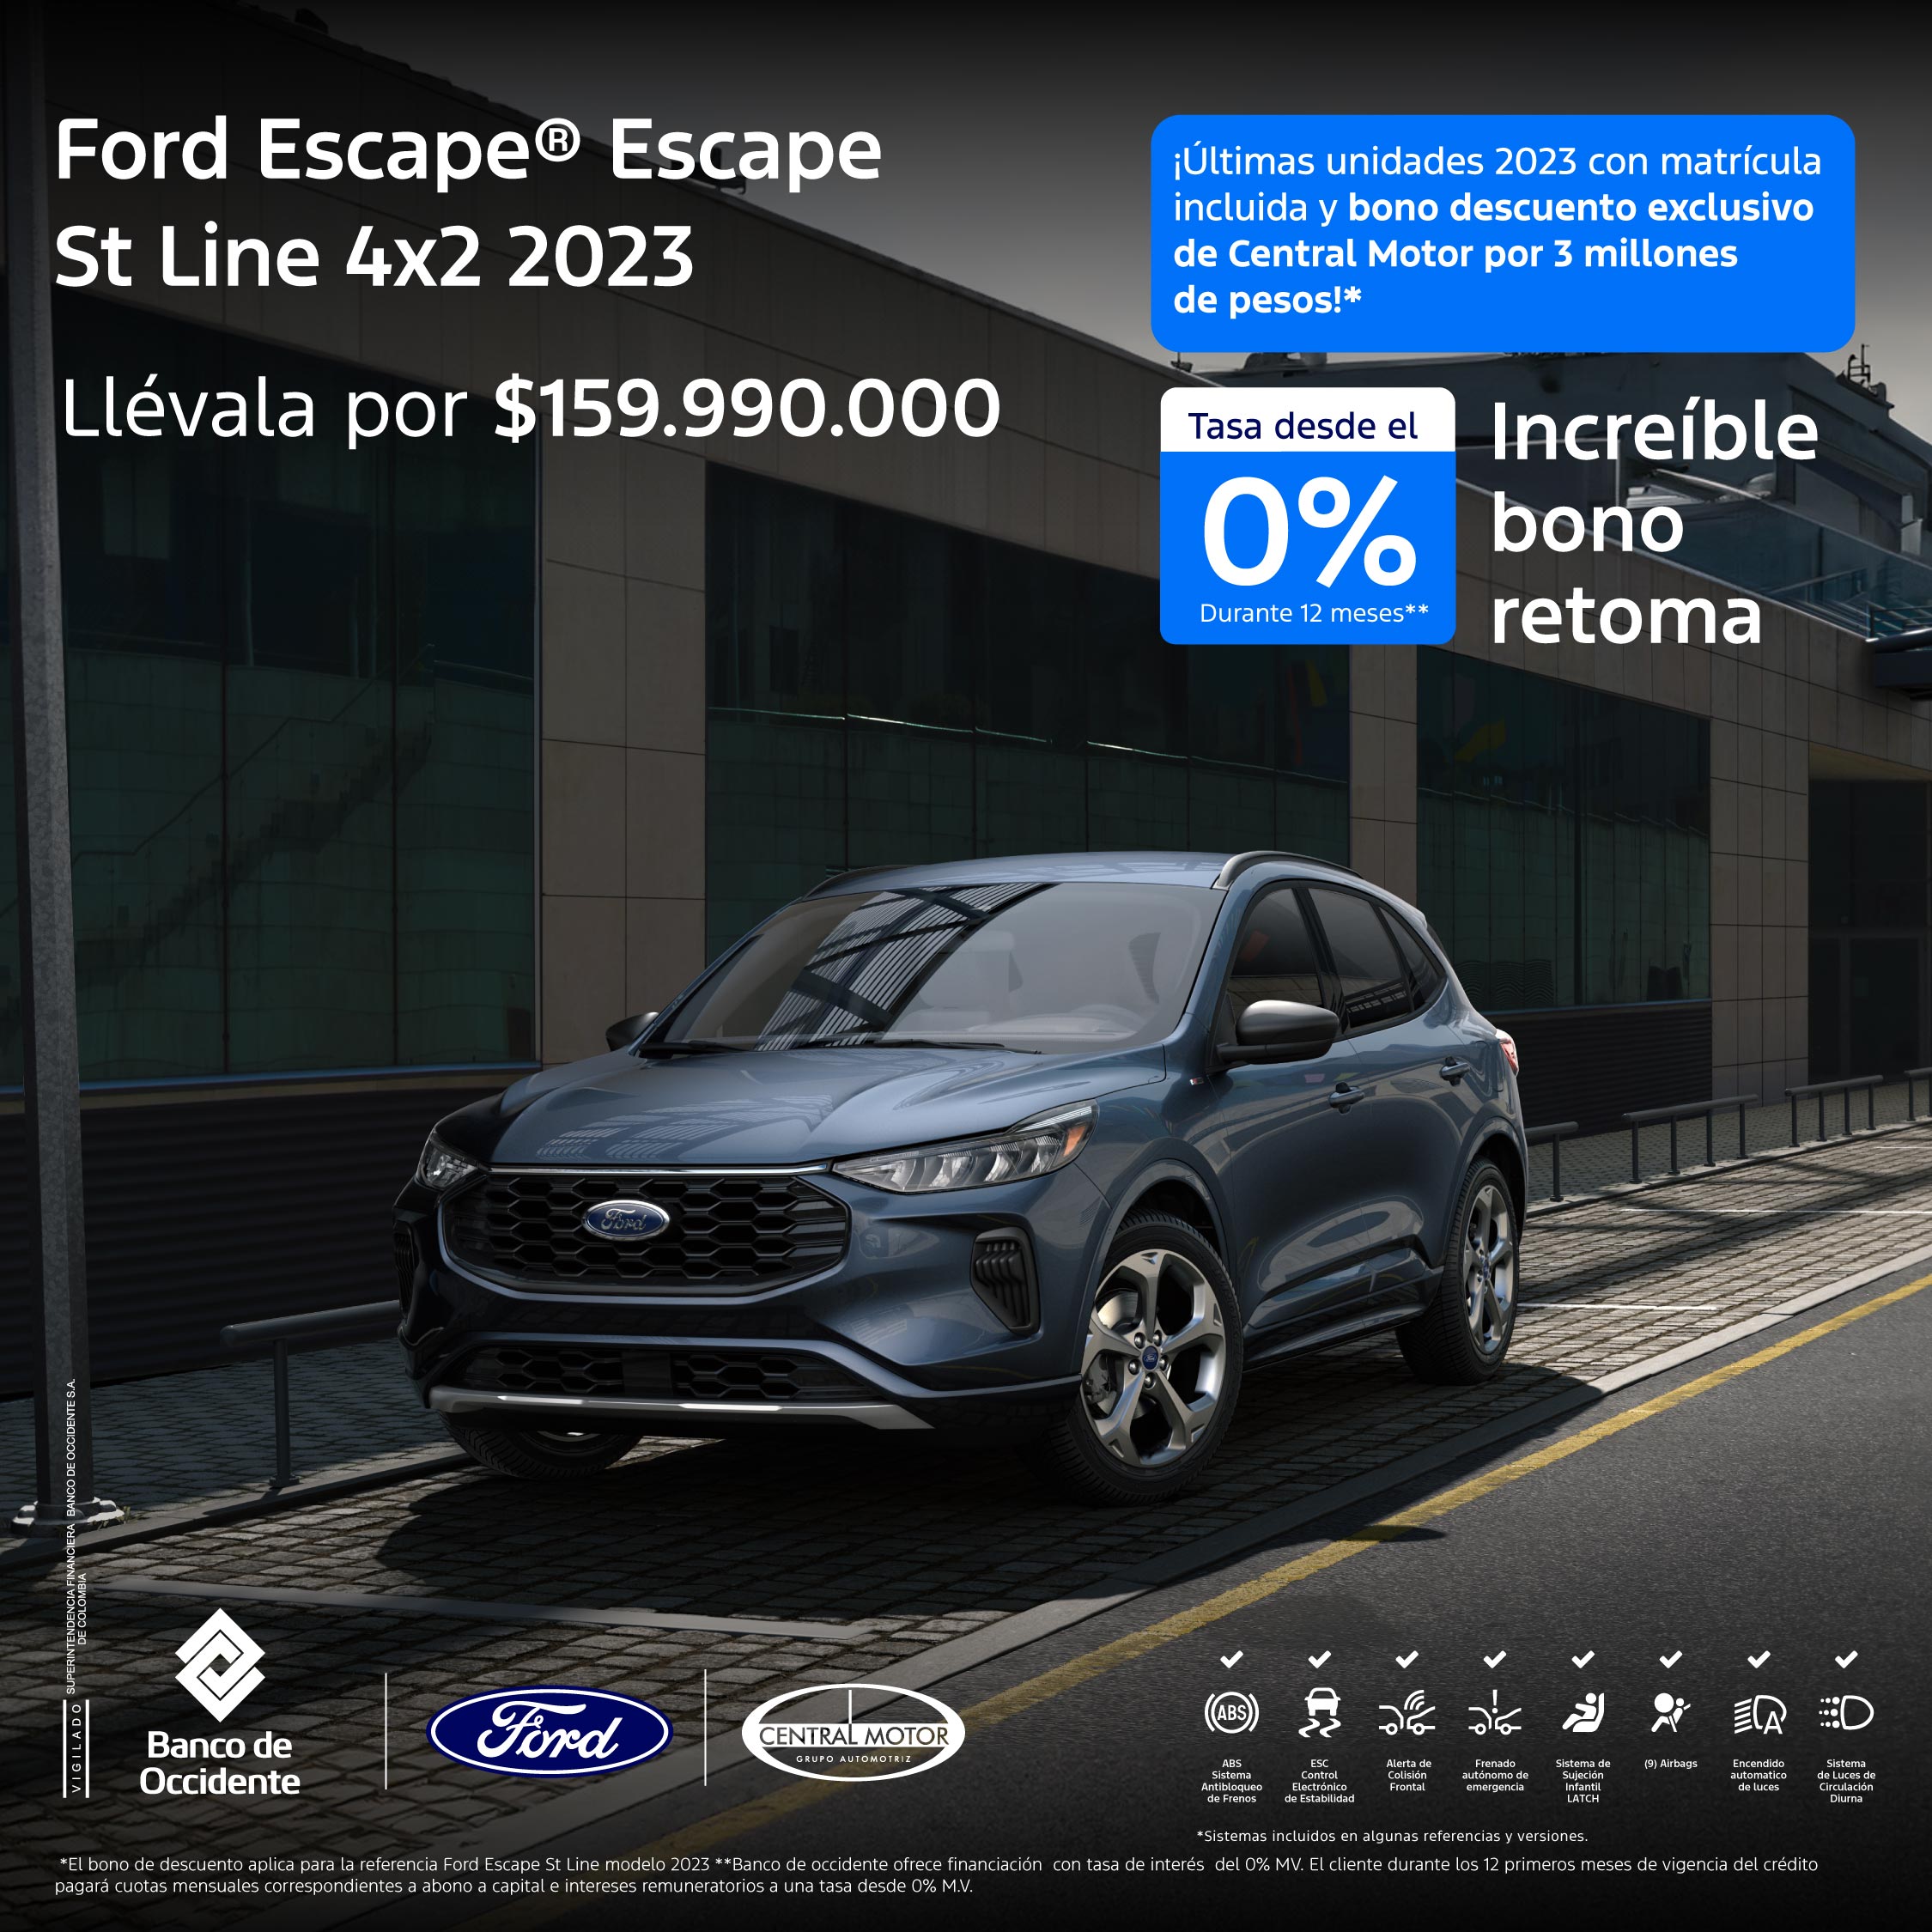 Ford Escape® Escape
St Line 4x2 2023
Llévala por $159.990.000
¡Últimas unidades 2023 con matrícula
incluida y bono descuento exclusivo
de Central Motor por 3 millones
de pesos!*
Tasa desde el
0%
Durante 12 meses**
Increíble
bono
retoma
Ford
VIGILADO
SUPERINTENDENCIA FINANCIERA
DE COLOMBIA
BANCO DE OCCIDENTE S.A.
Banco de
Occidente
Ford
CENTRAL MOTOR
GRUPO AUTOMOTRIZ
ABS
ABS
Sistema
Antibloqueo
de Frenos
ESC
Control
Electrónico
de Estabilidad
Alerta de
Colisión
Frontal
Frenado
autónomo de
emergencia
Sistema de
Sujeción
Infantil
LATCH
(9) Airbags
A
Encendido
automatico
de luces
Sistema
de Luces de
Circulación
Diurna
*Sistemas incluidos en algunas referencias y versiones.
*El bono de descuento aplica para la referencia Ford Escape St Line modelo 2023 **Banco de occidente ofrece financiación con tasa de interés del 0% MV. El cliente durante los 12 primeros meses de vigencia del crédito
pagará cuotas mensuales correspondientes a abono a capital e intereses remuneratorios a una tasa desde 0% M.V.